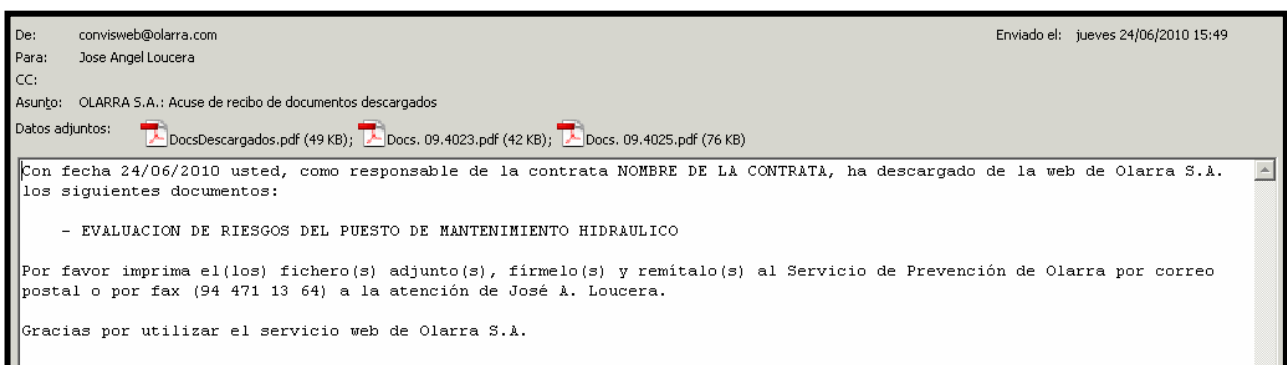 De: convisweb@olarra.com Enviado el: jueves 24/06/2010 15:49
Para: Jose Angel Loucera
CC:
Asunto: OLARRA S.A.: Acuse de recibo de documentos descargados
Datos adjuntos: DocsDescargados.pdf (49 KB); Docs. 09.4023.pdf (42 KB); Docs. 09.4025.pdf (76 KB)
Con fecha 24/06/2010 usted, como responsable de la contrata NOMBRE DE LA CONTRATA, ha descargado de la web de Olarra S.A.
los siguientes documentos:
- EVALUACION DE RIESGOS DEL PUESTO DE MANTENIMIENTO HIDRAULICO
Por favor imprima el(los) fichero(s) adjunto(s), fírmelo(s) y remítalo(s) al Servicio de Prevención de Olarra por correo
postal o por fax (94 471 13 64) a la atención de José A. Loucera.
Gracias por utilizar el servicio web de Olarra S.A.